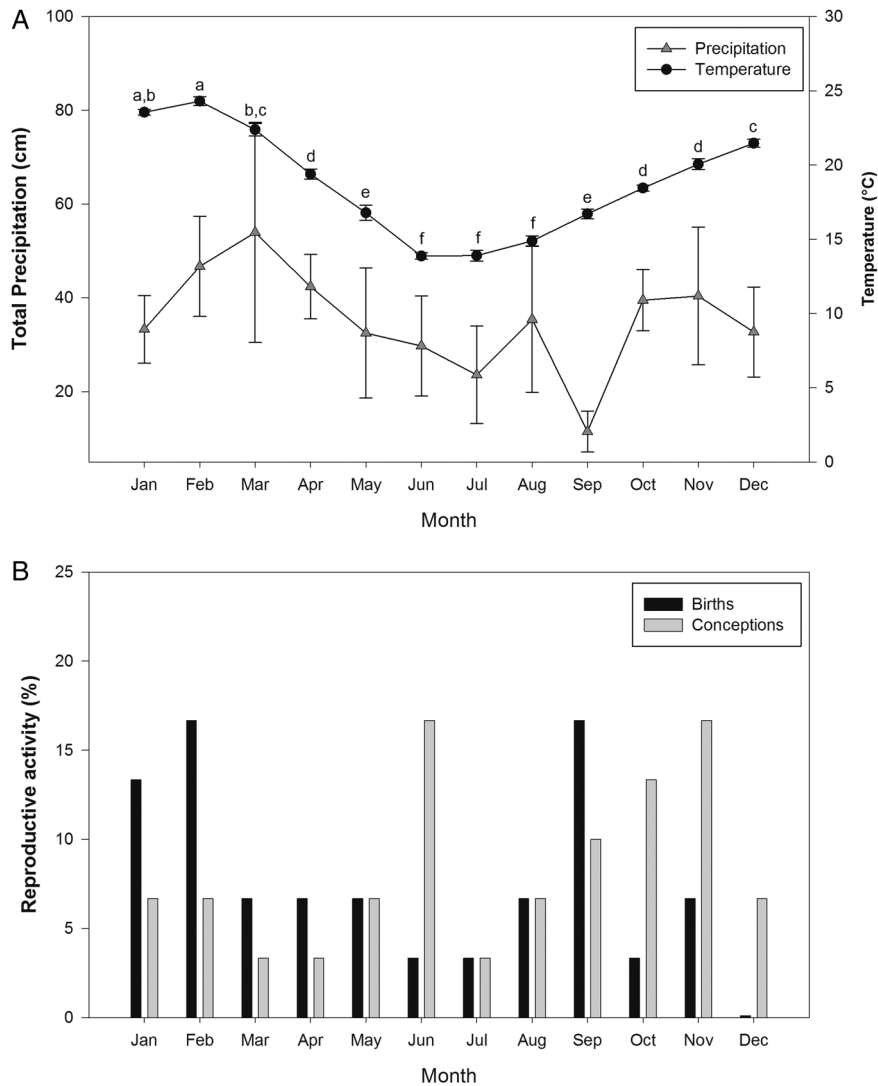 A
Total Precipitation (cm)
100
80
60
40
20
Precipitation
Temperature
a,b
a
b,c
d
e
f
f
f
e
d
d
c
30
25
20
15
10
5
0
Temperature (°C)
Jan Feb Mar Apr May Jun Jul Aug Sep Oct Nov Dec
Month
B
Reproductive activity (%)
25
20
15
10
5
0
Births
Conceptions
Jan Feb Mar Apr May Jun Jul Aug Sep Oct Nov Dec
Month